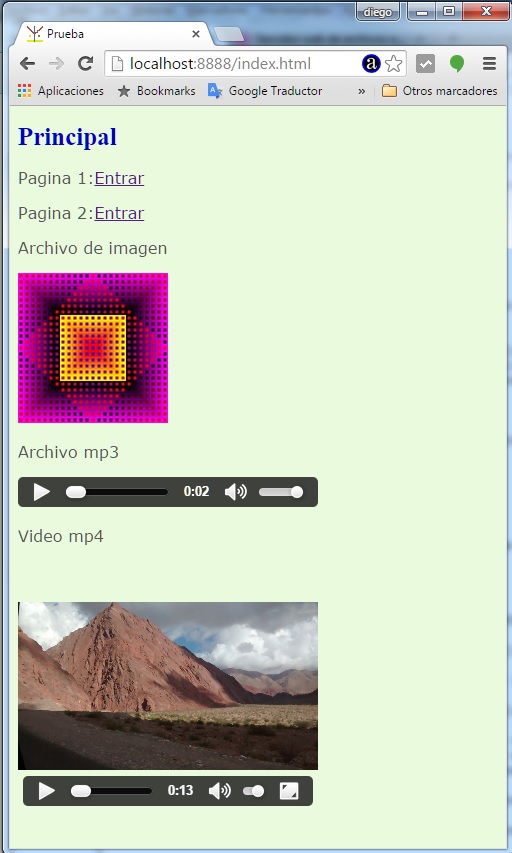 diego
Prueba
localhost:8888/index.html
a
Aplicaciones
Bookmarks
Google Traductor
»
Otros marcadores
Principal
Pagina 1:Entrar
Pagina 2:Entrar
Archivo de imagen
Archivo mp3
0:02
Video mp4
0:13